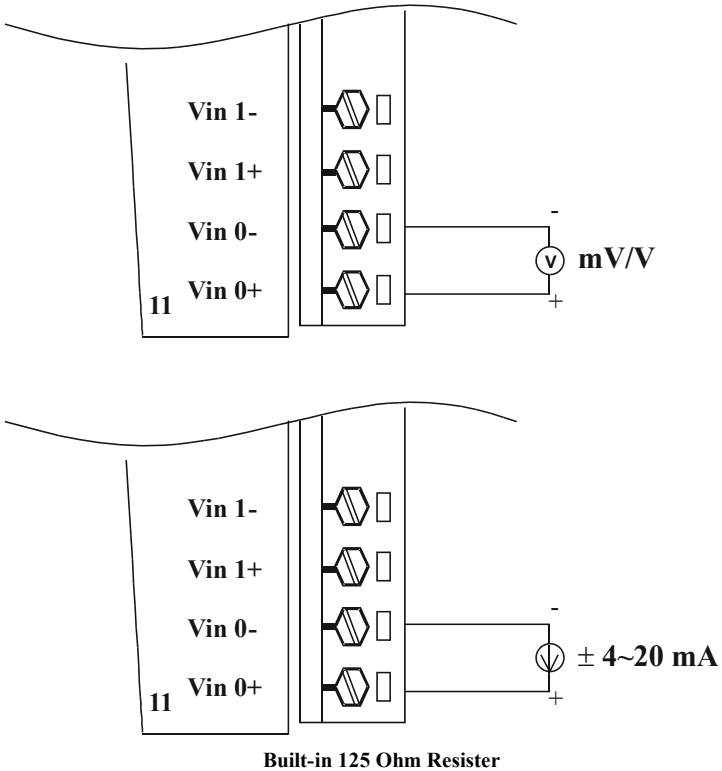 Vin 1-
Vin 1+
Vin 0-
Vin 0+
11
-
V
mV/V
+
Vin 1-
Vin 1+
Vin 0-
Vin 0+
11
-
± 4~20 mA
+
Built-in 125 Ohm Resister